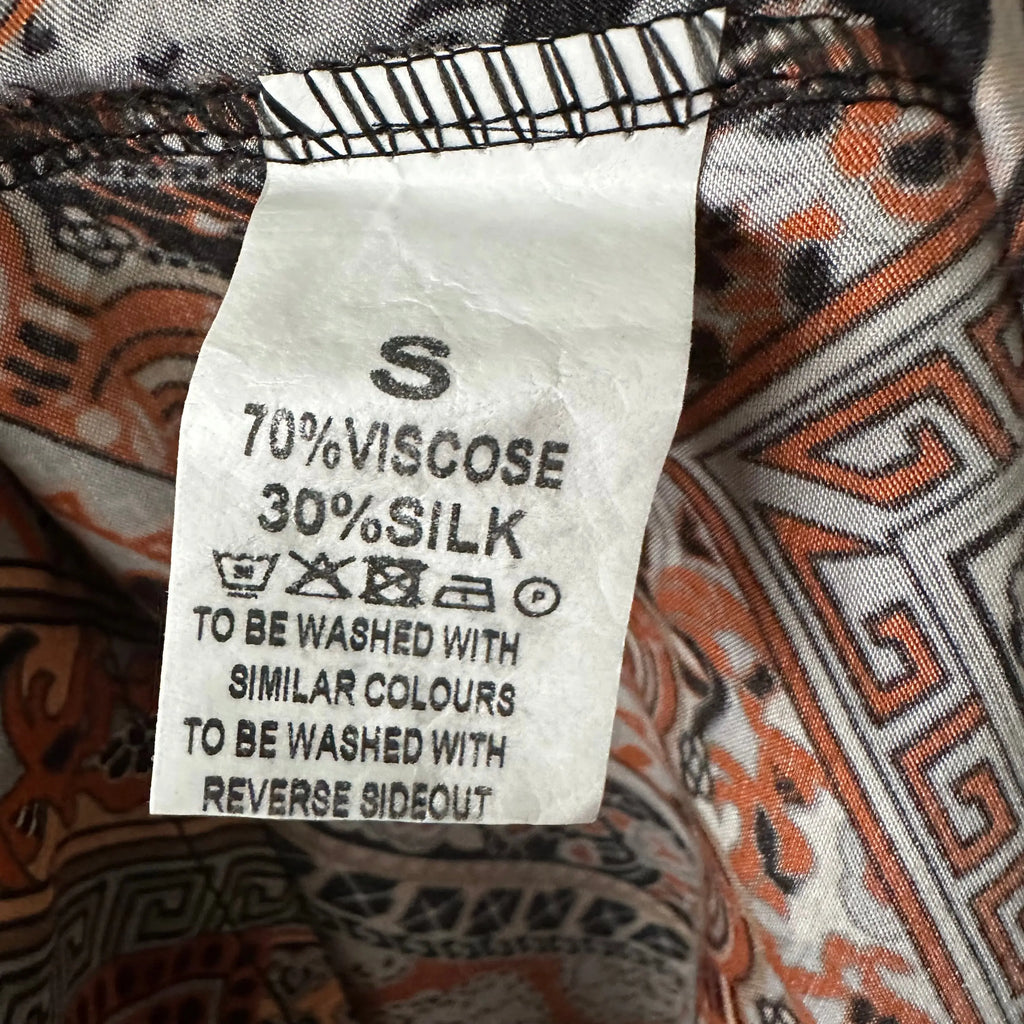 S
70%VISCOSE
30%SILK
P
TO BE WASHED WITH
SIMILAR COLOURS
TO BE WASHED WITH
REVERSE SIDEOUT